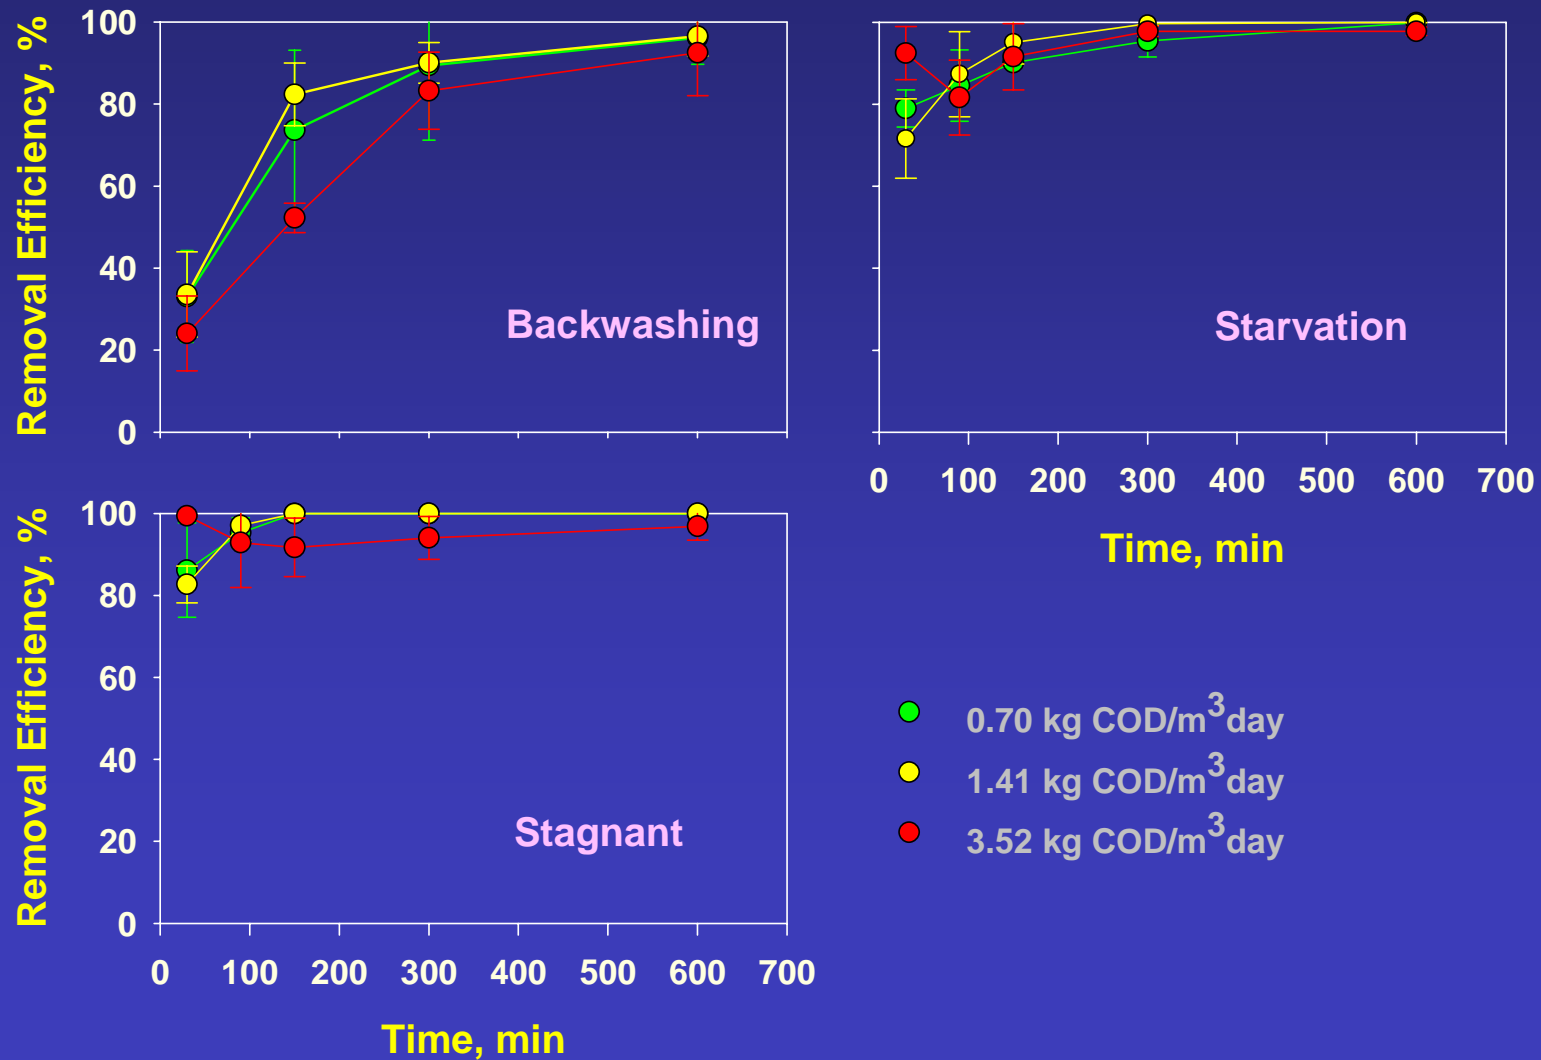 Removal Efficiency, %
100
80
60
40
20
0
Backwashing
Starvation
0 100 200 300 400 500 600 700
Time, min
Removal Efficiency, %
100
80
60
40
20
0
Stagnant
0 100 200 300 400 500 600 700
Time, min
0.70 kg COD/m³day
1.41 kg COD/m³day
3.52 kg COD/m³day